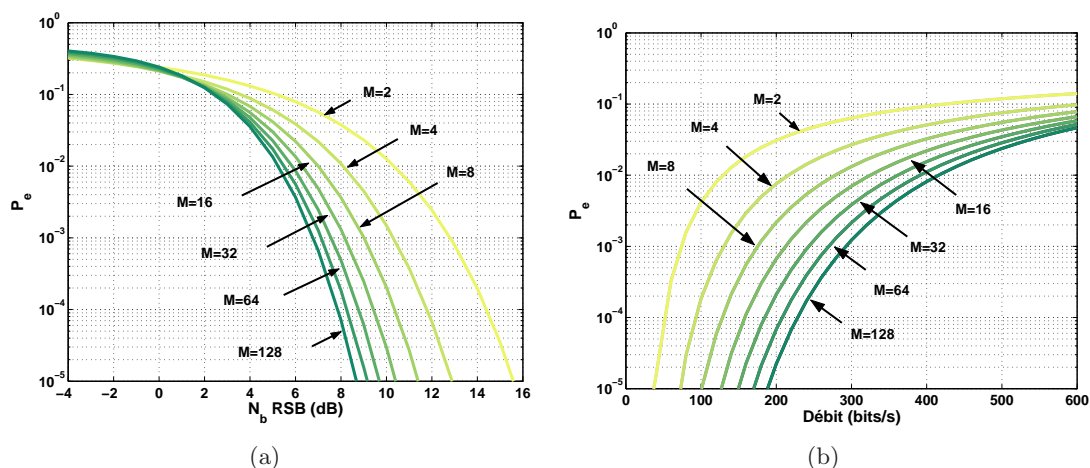 10^0
10^-1
10^-2
10^-3
10^-4
10^-5
P_e
M=2
M=4
M=8
M=16
M=32
M=64
M=128
−4 −2 0 2 4 6 8 10 12 14 16
N_b RSB (dB)
(a)
10^0
10^-1
10^-2
10^-3
10^-4
10^-5
P_e
M=2
M=4
M=8
M=16
M=32
M=64
M=128
0 100 200 300 400 500 600
Débit (bits/s)
(b)